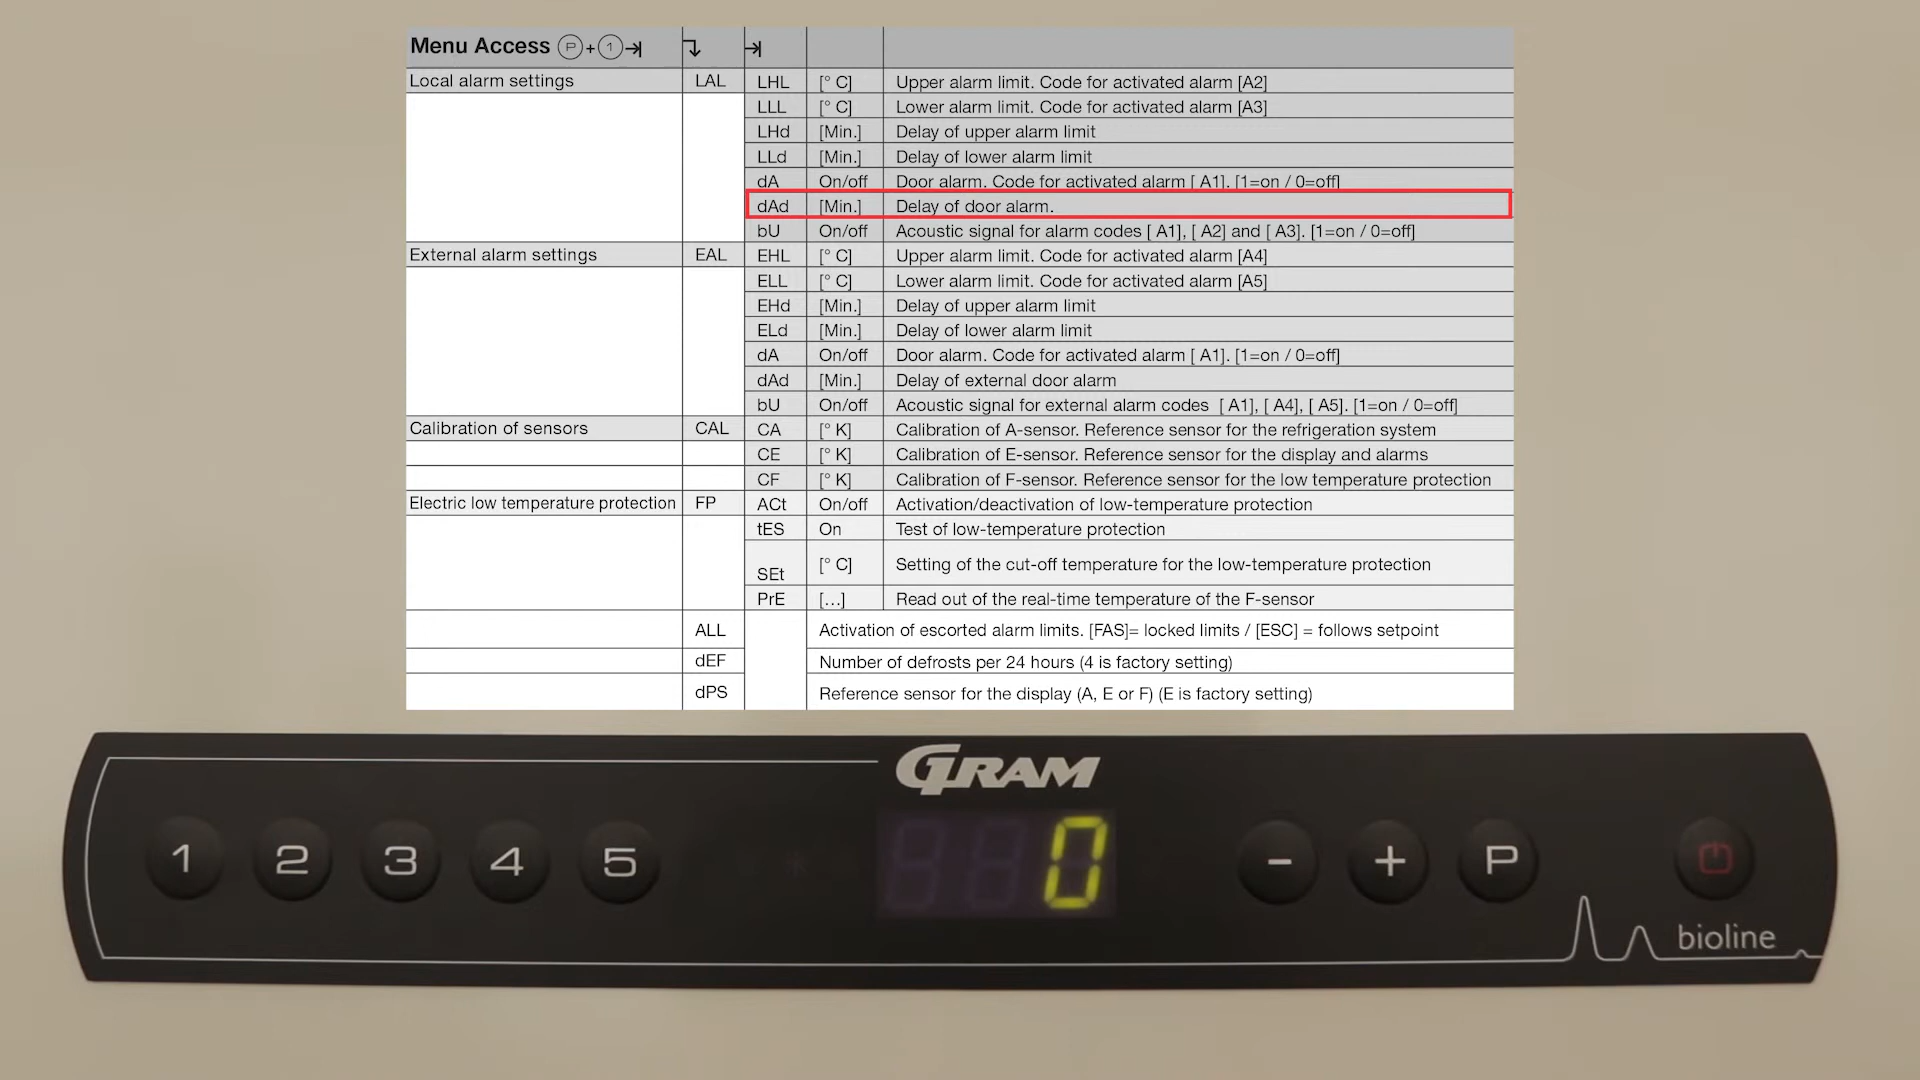 Menu Access P + 1
Local alarm settings LAL LHL [° C] Upper alarm limit. Code for activated alarm [A2]
LLL [° C] Lower alarm limit. Code for activated alarm [A3]
LHd [Min.] Delay of upper alarm limit
LLd [Min.] Delay of lower alarm limit
dA On/off Door alarm. Code for activated alarm [ A1]. [1=on / 0=off]
dAd [Min.] Delay of door alarm.
bU On/off Acoustic signal for alarm codes [ A1], [ A2] and [ A3]. [1=on / 0=off]
External alarm settings EAL EHL [° C] Upper alarm limit. Code for activated alarm [A4]
ELL [° C] Lower alarm limit. Code for activated alarm [A5]
EHd [Min.] Delay of upper alarm limit
ELd [Min.] Delay of lower alarm limit
dA On/off Door alarm. Code for activated alarm [ A1]. [1=on / 0=off]
dAd [Min.] Delay of external door alarm
bU On/off Acoustic signal for external alarm codes [ A1], [ A4], [ A5]. [1=on / 0=off]
Calibration of sensors CAL CA [° K] Calibration of A-sensor. Reference sensor for the refrigeration system
CE [° K] Calibration of E-sensor. Reference sensor for the display and alarms
CF [° K] Calibration of F-sensor. Reference sensor for the low temperature protection
Electric low temperature protection FP ACt On/off Activation/deactivation of low-temperature protection
tES On Test of low-temperature protection
SEt [° C] Setting of the cut-off temperature for the low-temperature protection
PrE [...] Read out of the real-time temperature of the F-sensor
ALL Activation of escorted alarm limits. [FAS]= locked limits / [ESC] = follows setpoint
dEF Number of defrosts per 24 hours (4 is factory setting)
dPS Reference sensor for the display (A, E or F) (E is factory setting)
GRAM
1 2 3 4 5 0 - + P
bioline